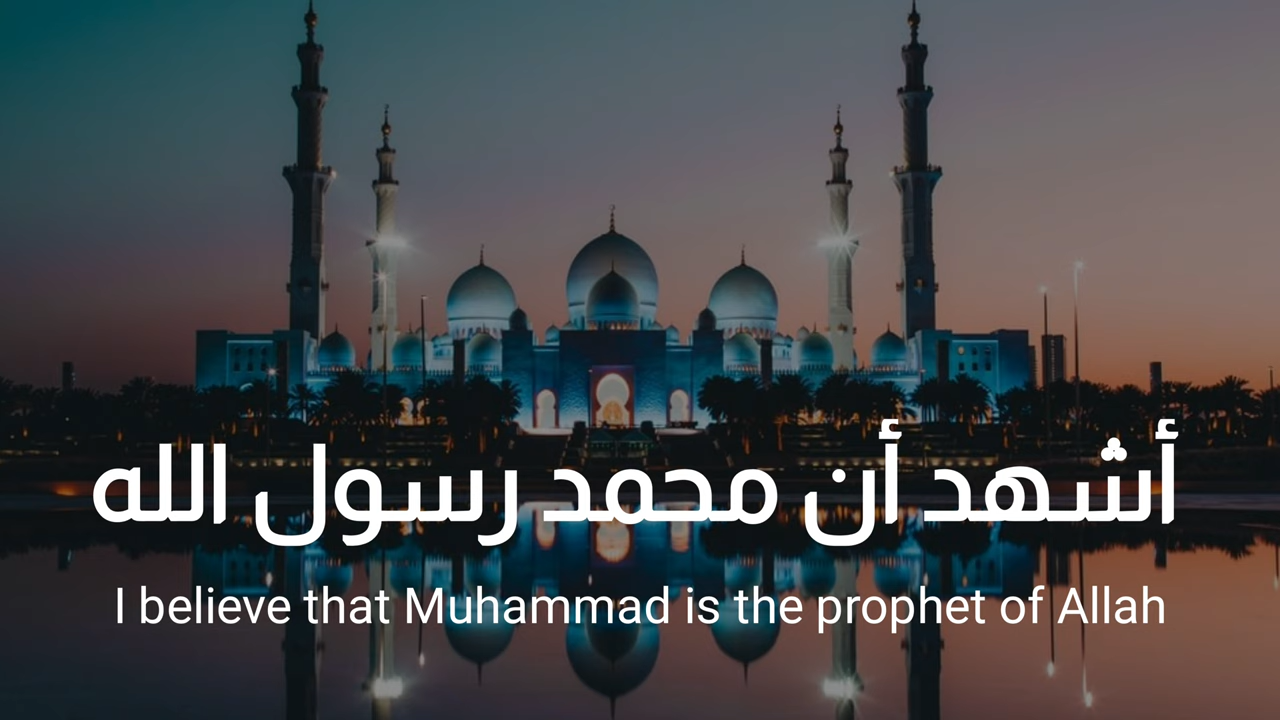 أشهد أن محمد رسول الله
I believe that Muhammad is the prophet of Allah